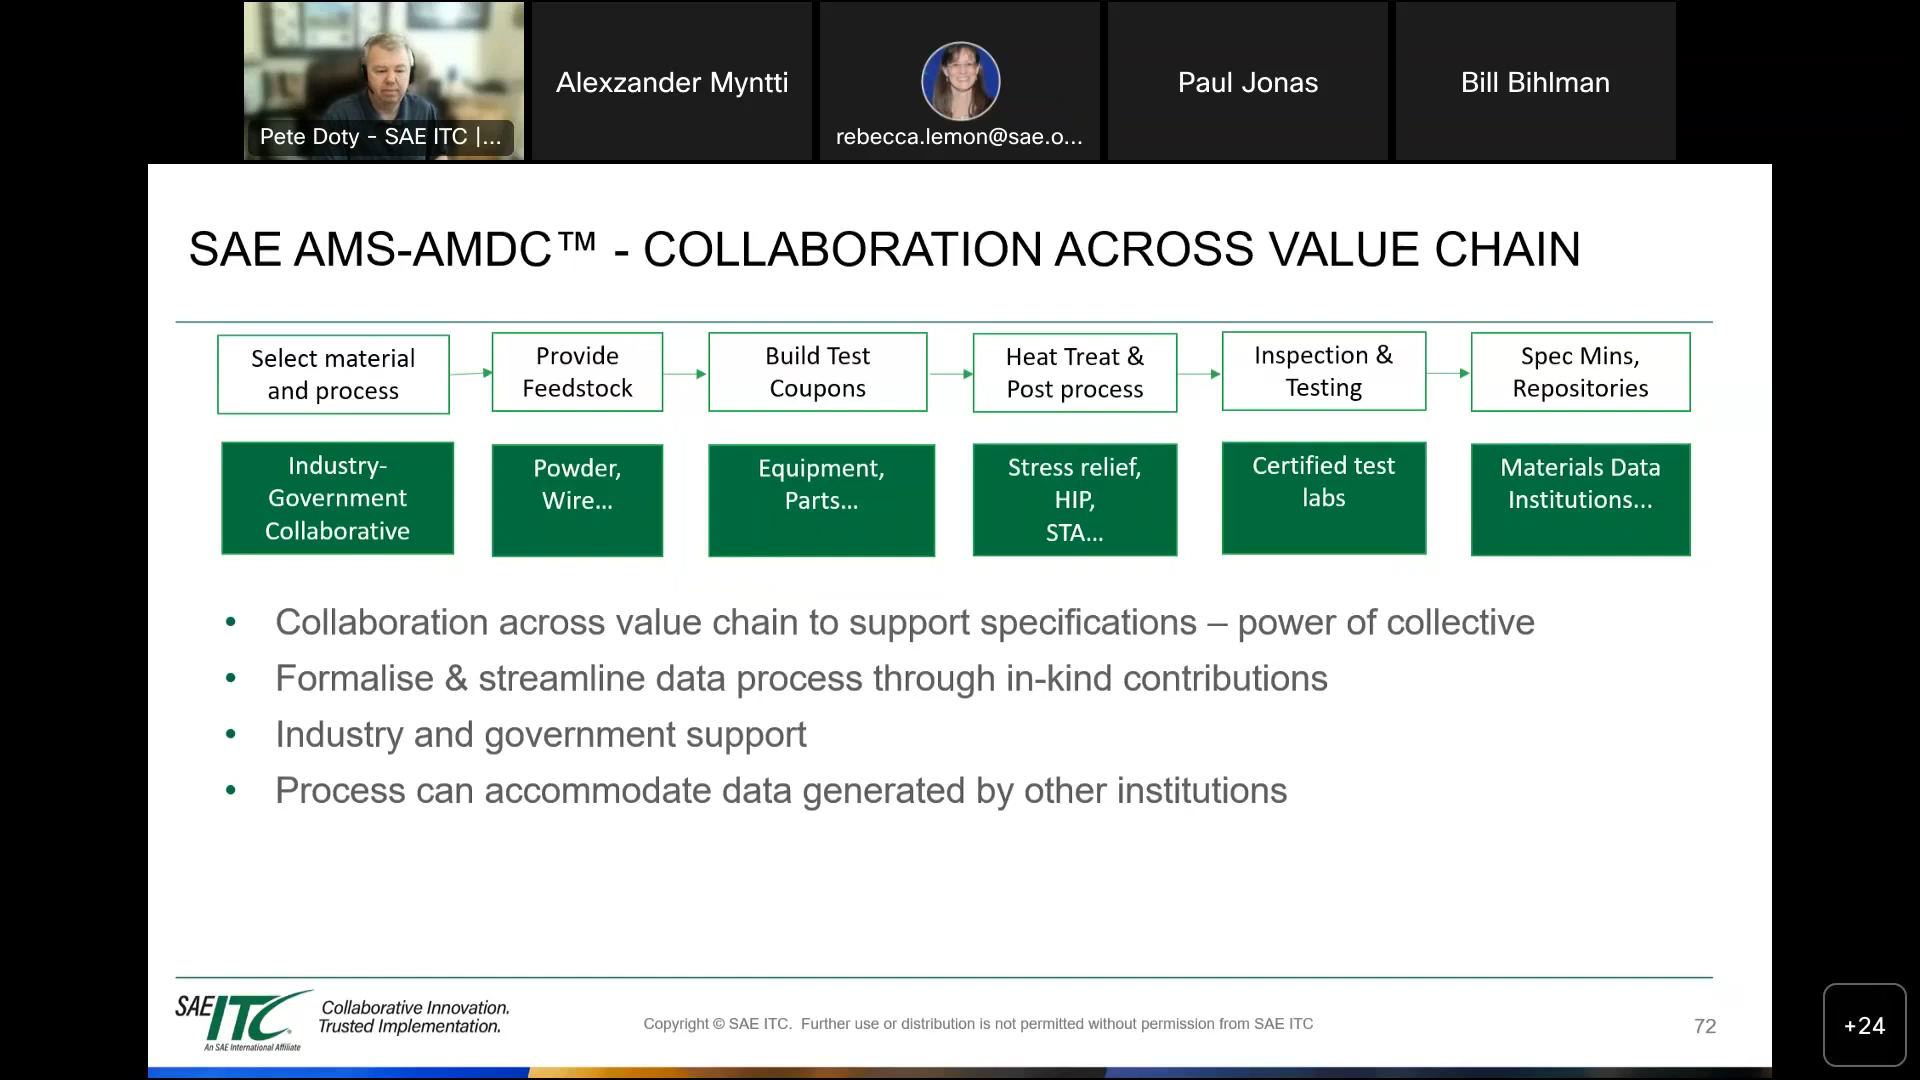 Pete Doty - SAE ITC |...
Alexzander Myntti
rebecca.lemon@sae.o...
Paul Jonas
Bill Bihlman
SAE AMS-AMDC™ - COLLABORATION ACROSS VALUE CHAIN
Select material
and process
Provide
Feedstock
Build Test
Coupons
Heat Treat &
Post process
Inspection &
Testing
Spec Mins,
Repositories
Industry-
Government
Collaborative
Powder,
Wire...
Equipment,
Parts...
Stress relief,
HIP,
STA...
Certified test
labs
Materials Data
Institutions...
• Collaboration across value chain to support specifications – power of collective
• Formalise & streamline data process through in-kind contributions
• Industry and government support
• Process can accommodate data generated by other institutions
SAE ITC
An SAE International Affiliate
Collaborative Innovation.
Trusted Implementation.
Copyright © SAE ITC. Further use or distribution is not permitted without permission from SAE ITC
72
+24